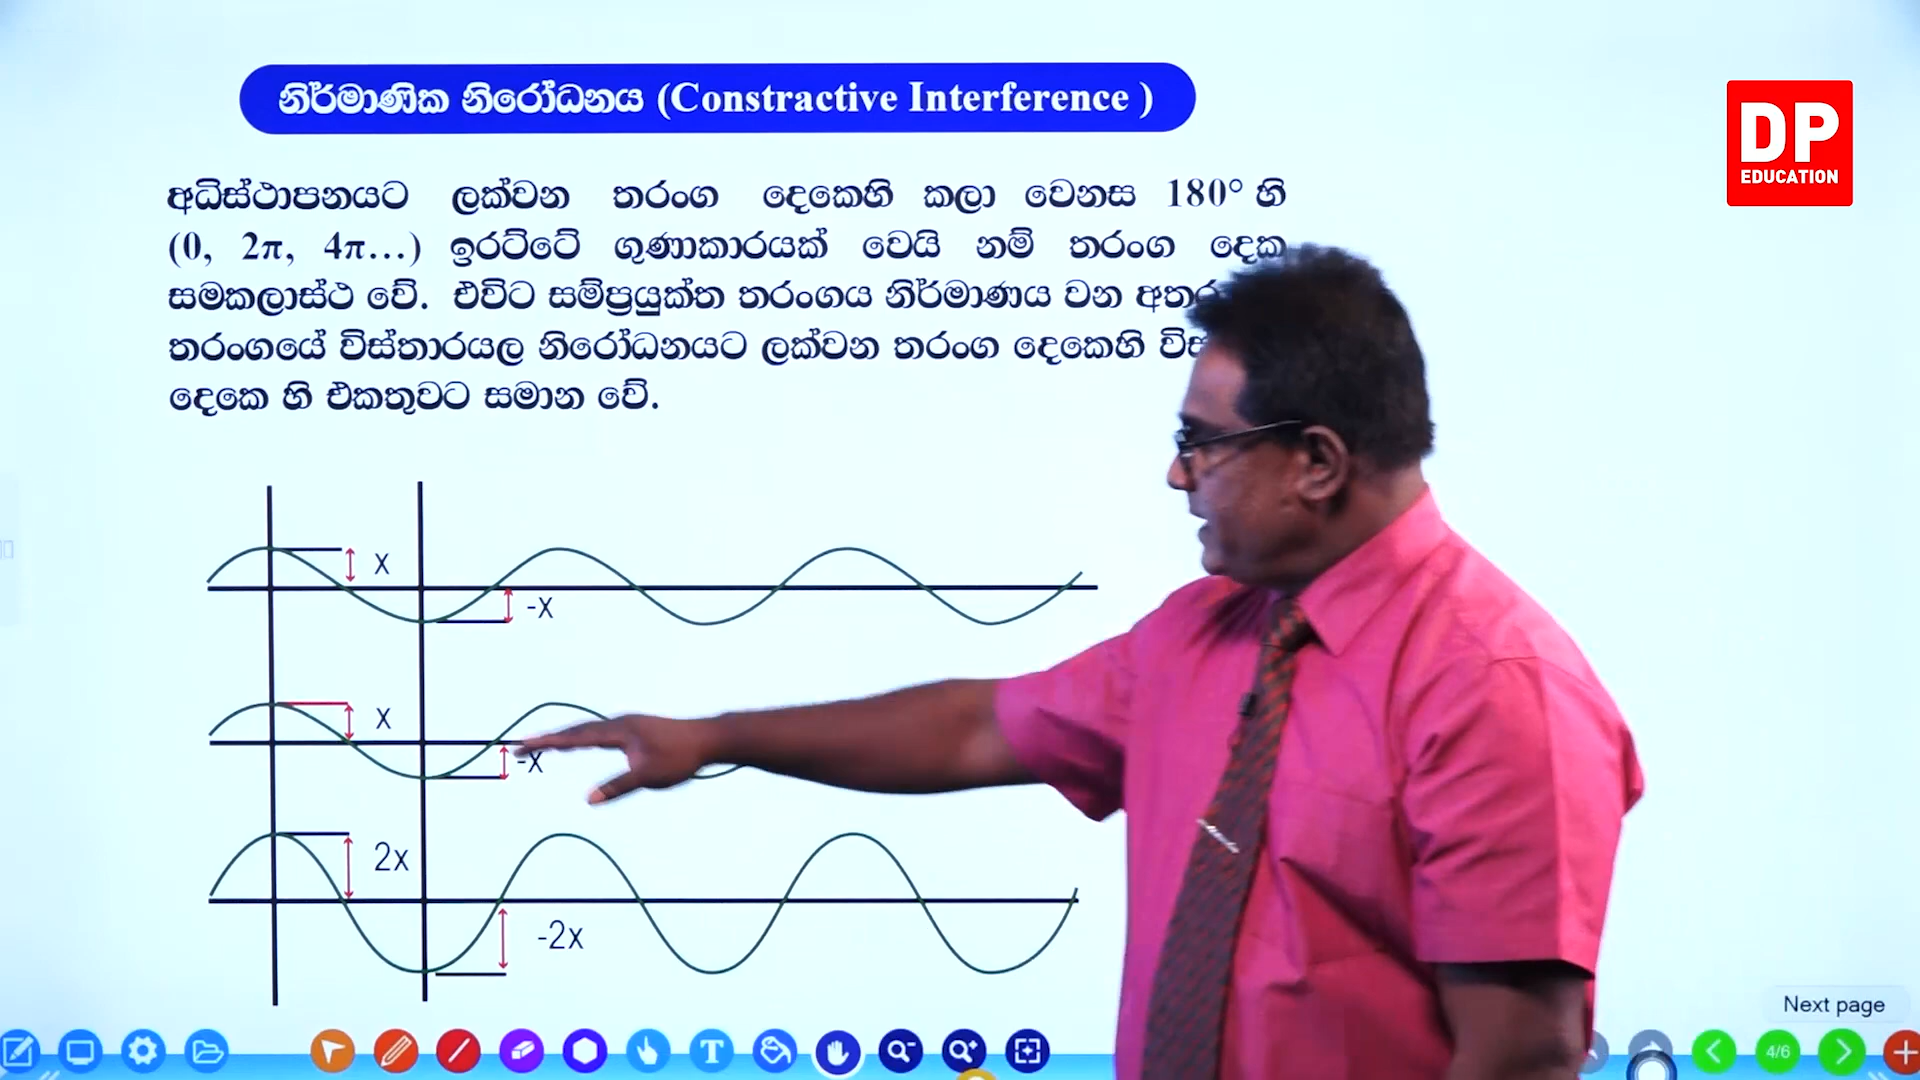 නිර්මාණික නිරෝධනය (Constractive Interference )
DP
EDUCATION
අධිස්ථාපනයට ලක්වන තරංග දෙකෙහි කලා වෙනස 180° හි
(0, 2π, 4π...) ඉරට්ටේ ගුණාකාරයක් වෙයි නම් තරංග දෙක
සමකලාස්ථ වේ. එවිට සම්ප්‍රයුක්ත තරංගය නිර්මාණය වන
තරංගයේ විස්තාරයල නිරෝධනයට ලක්වන තරංග දෙකෙහි
දෙකෙ හි එකතුවට සමාන වේ.
x
-x
x
-x
2x
-2x
Next page
T
4/6